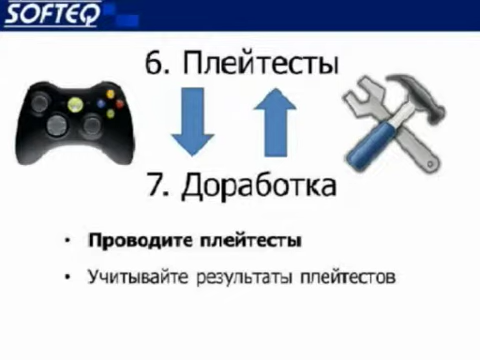 SOFTEQ
6. Плейтесты
7. Доработка
• Проводите плейтесты
• Учитывайте результаты плейтестов